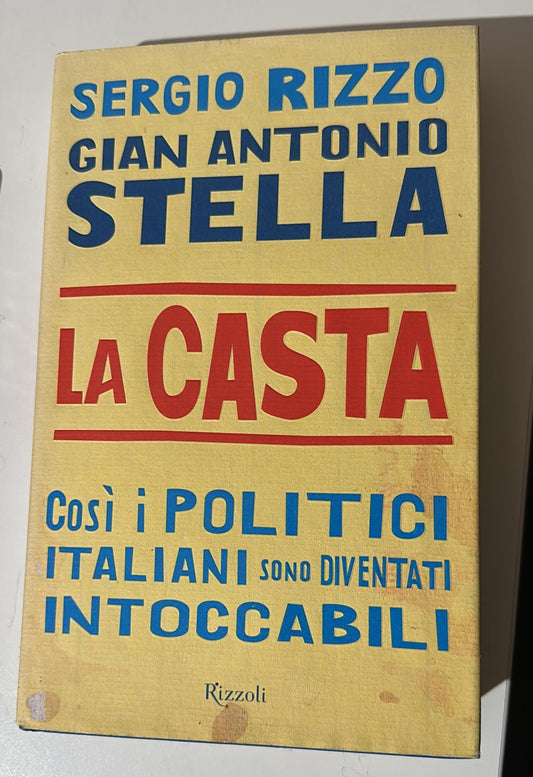 SERGIO RIZZO
GIAN ANTONIO
STELLA
LA CASTA
Così i POLITICI
ITALIANI SONO DIVENTATI
INTOCCABILI
Rizzoli